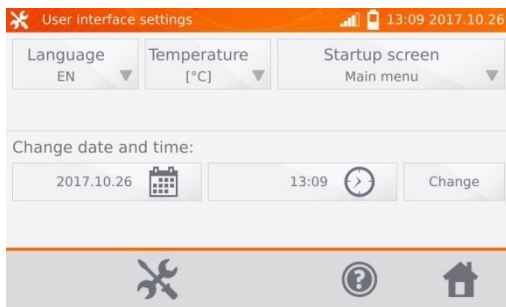 User interface settings 13:09 2017.10.26
Language Temperature Startup screen
EN [°C] Main menu
Change date and time:
2017.10.26 13:09 Change